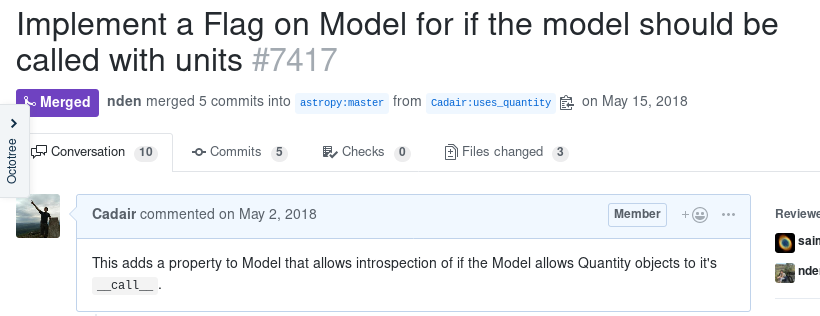 Implement a Flag on Model for if the model should be
called with units #7417
Merged nden merged 5 commits into astropy:master from Cadair:uses_quantity on May 15, 2018
Octotree
Conversation 10 Commits 5 Checks 0 Files changed 3
Cadair commented on May 2, 2018 Member
This adds a property to Model that allows introspection of if the Model allows Quantity objects to it's
__call__.
Reviewe
sain
nde